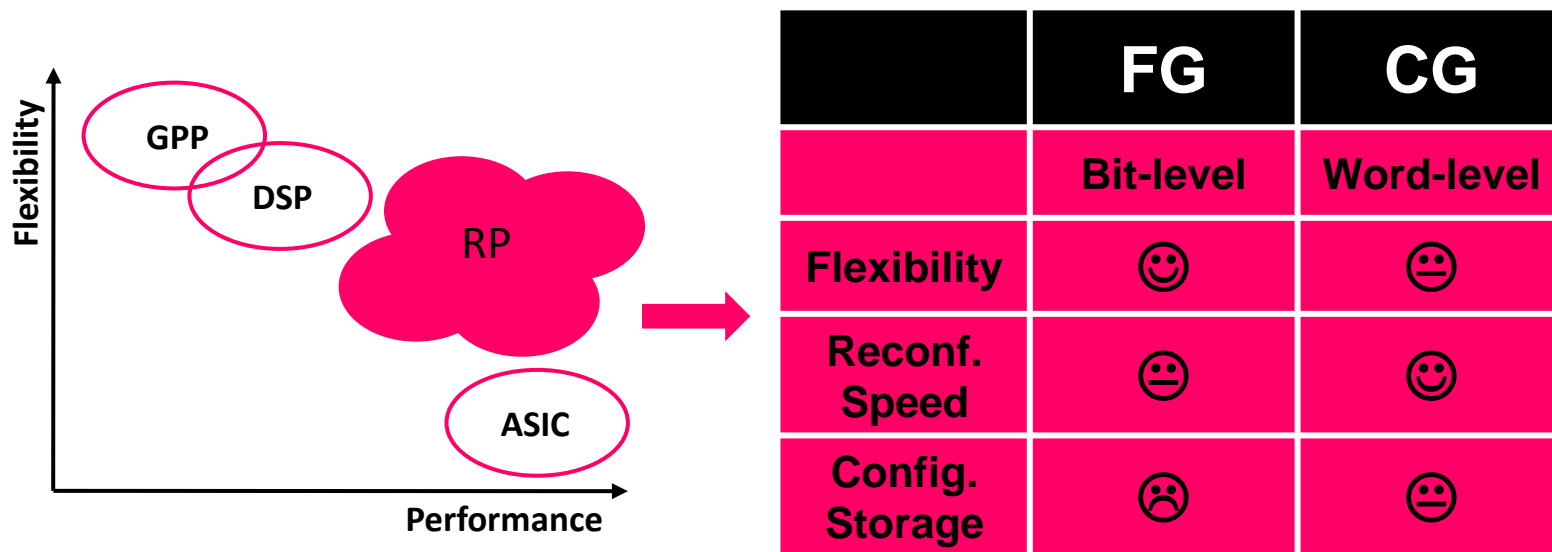 Flexibility
GPP
DSP
RP
ASIC
Performance
FG CG
Bit-level Word-level
Flexibility
Reconf.
Speed
Config.
Storage